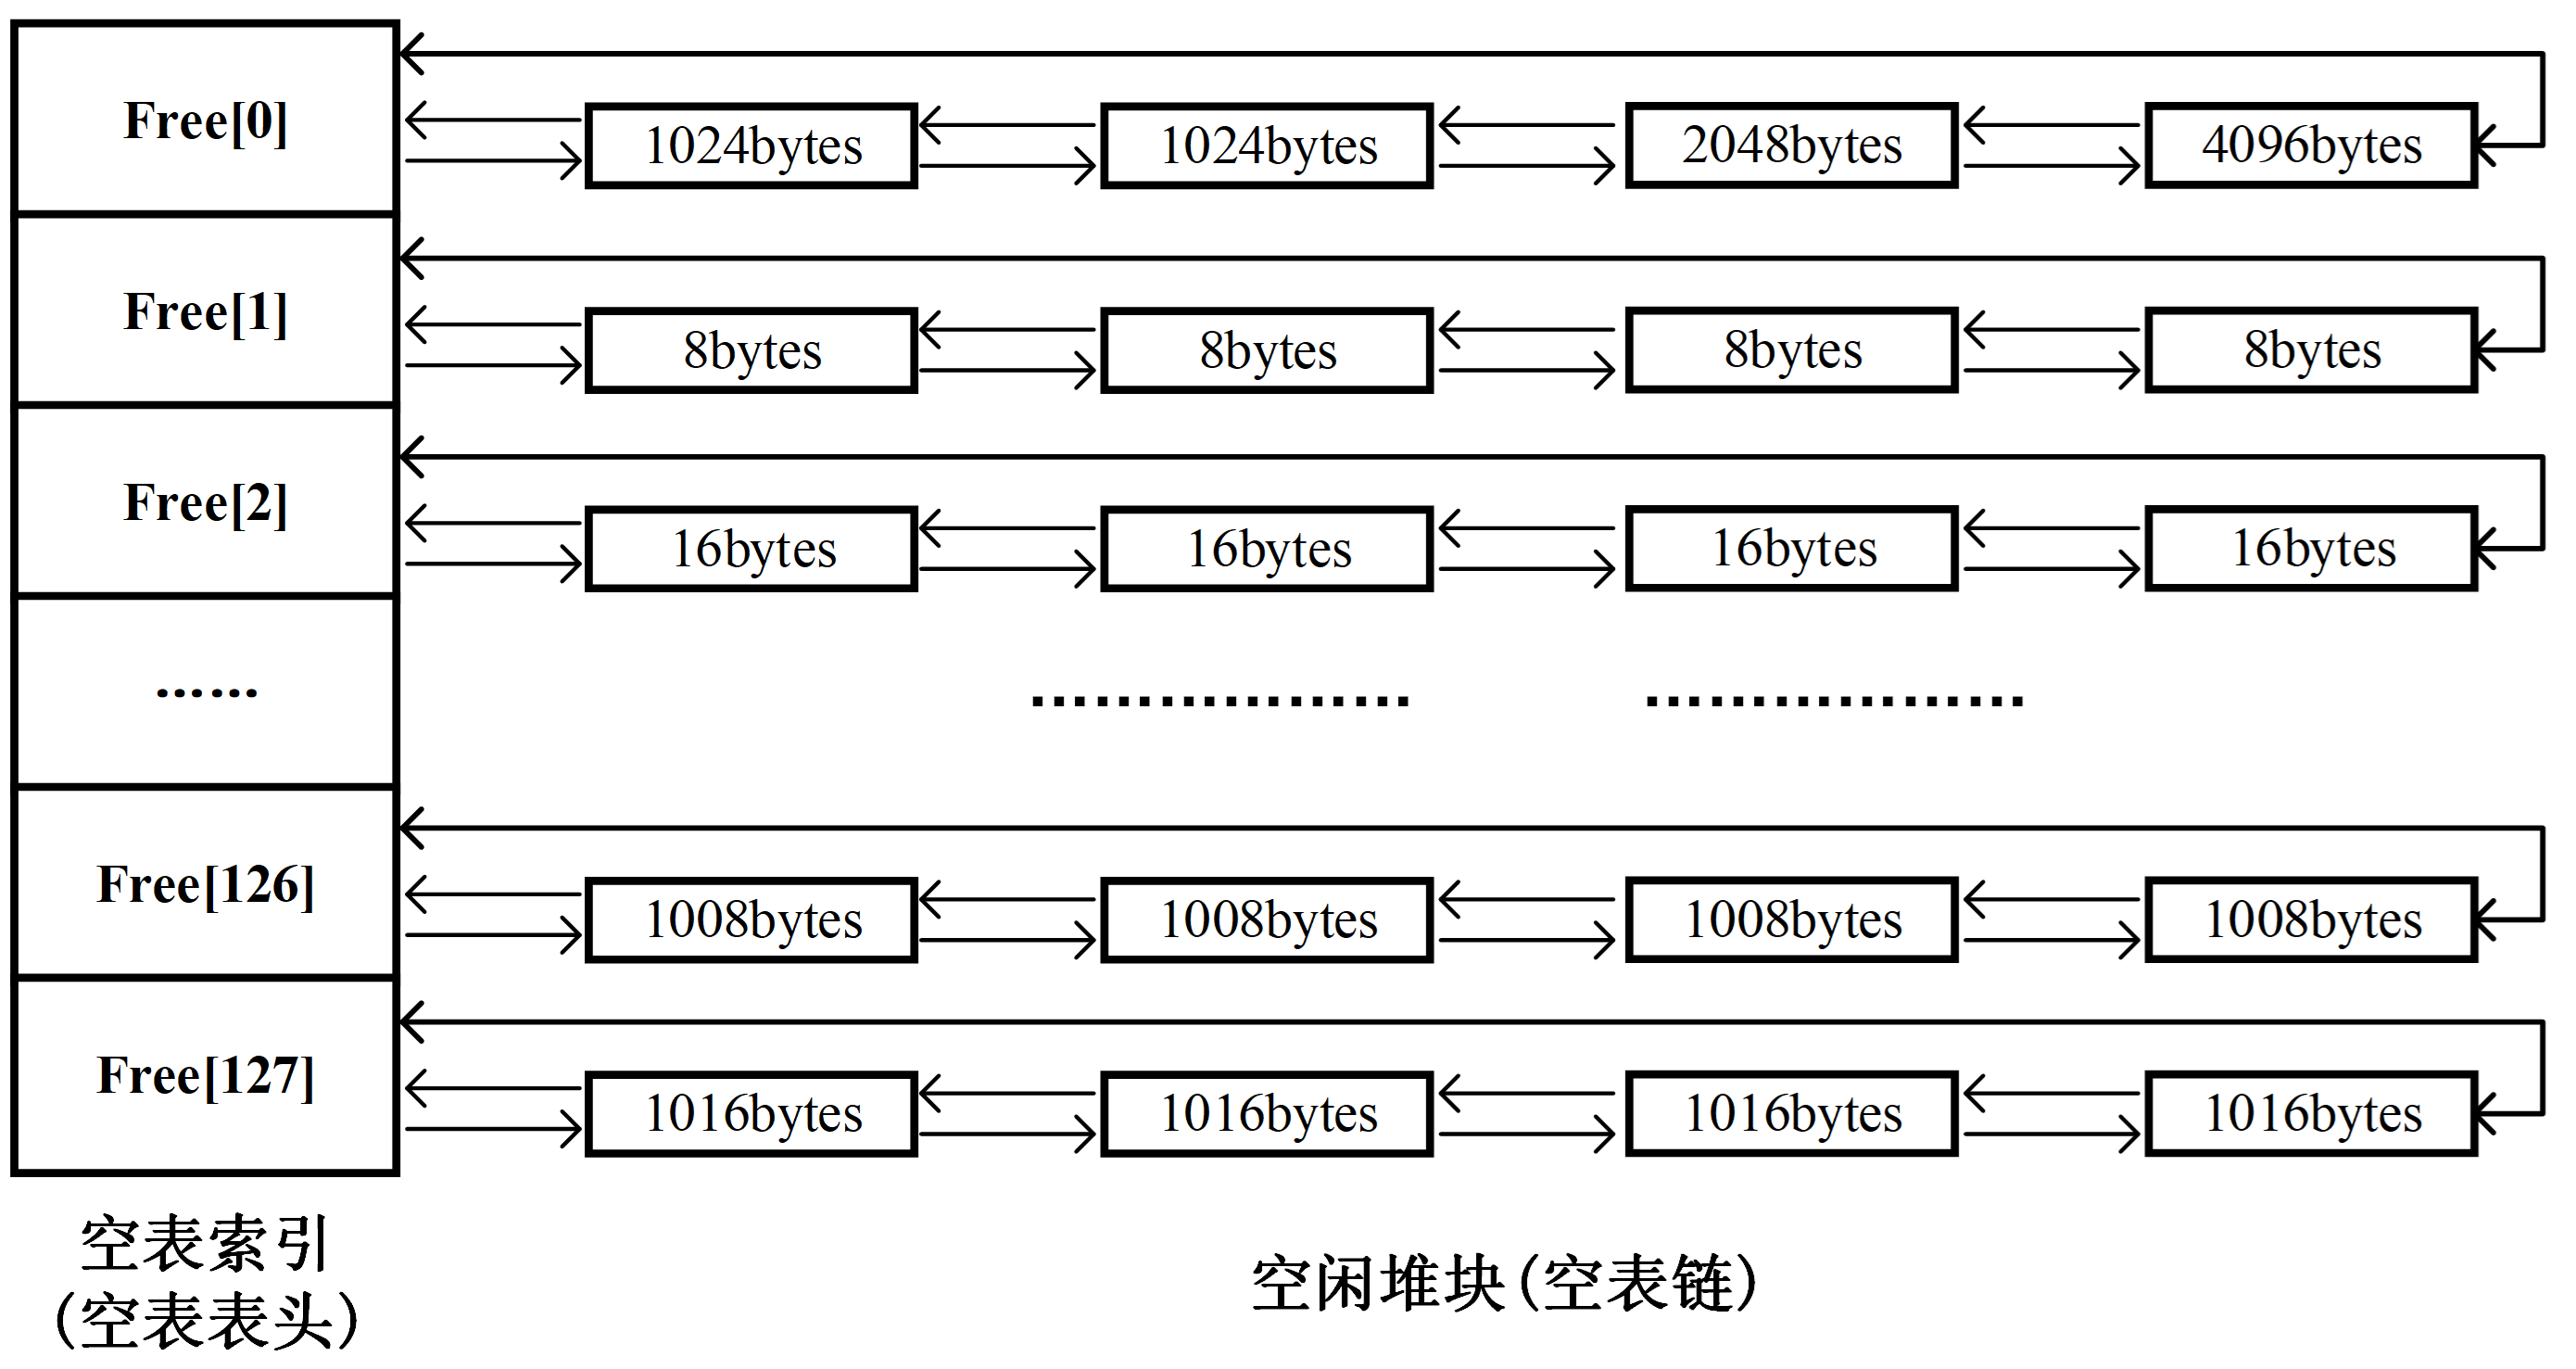 Free[0]
1024bytes
1024bytes
2048bytes
4096bytes
Free[1]
8bytes
8bytes
8bytes
8bytes
Free[2]
16bytes
16bytes
16bytes
16bytes
……
Free[126]
1008bytes
1008bytes
1008bytes
1008bytes
Free[127]
1016bytes
1016bytes
1016bytes
1016bytes
空表索引
(空表表头)
空闲堆块(空表链)